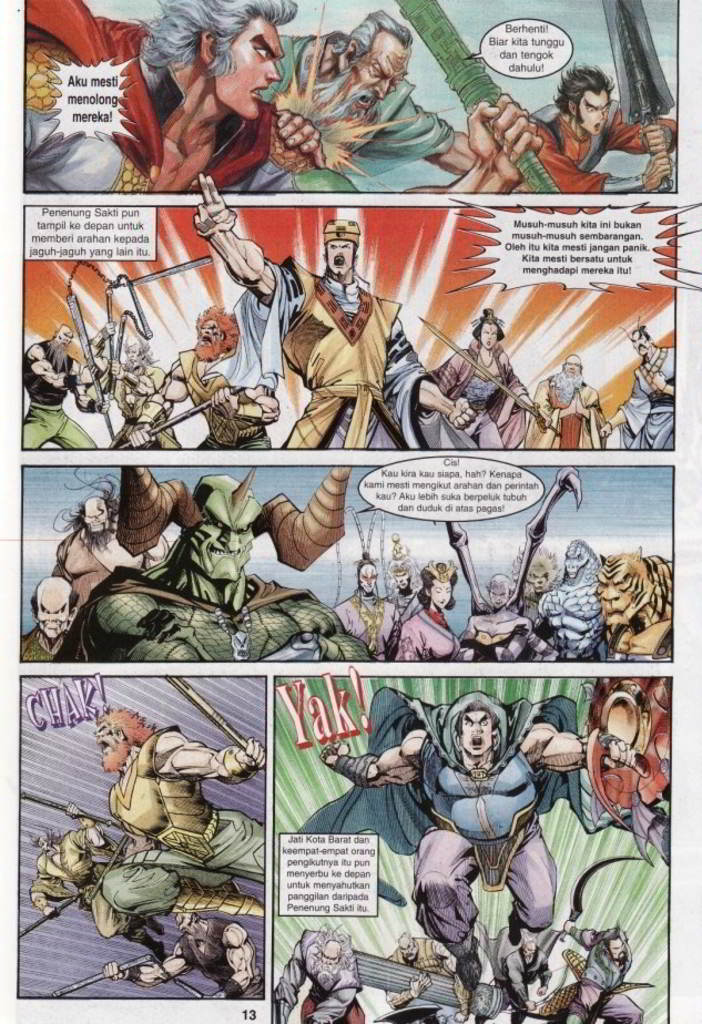 Aku mesti
menolong
mereka!
Berhenti!
Biar kita tunggu
dan tengok
dahulu!
Penenung Sakti pun
tampil ke depan untuk
memberi arahan kepada
jaguh-jaguh yang lain itu.
Musuh-musuh kita ini bukan
musuh-musuh sembarangan.
Oleh itu kita mesti jangan panik.
Kita mesti bersatu untuk
menghadapi mereka itu!
Cis!
Kau kira kau siapa, hah? Kenapa
kami mesti mengikut arahan dan perintah
kau? Aku lebih suka berpeluk tubuh
dan duduk di atas pagas!
CHAK!
Yak!
Jati Kota Barat dan
keempat-empat orang
pengikutnya itu pun
menyerbu ke depan
untuk menyahutkan
panggilan daripada
Penenung Sakti itu.
13